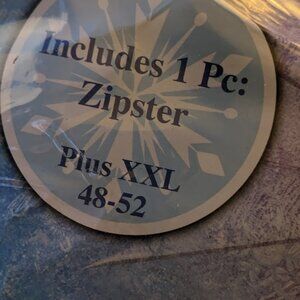 Includes 1 Pc:
Zipster
Plus XXL
48-52